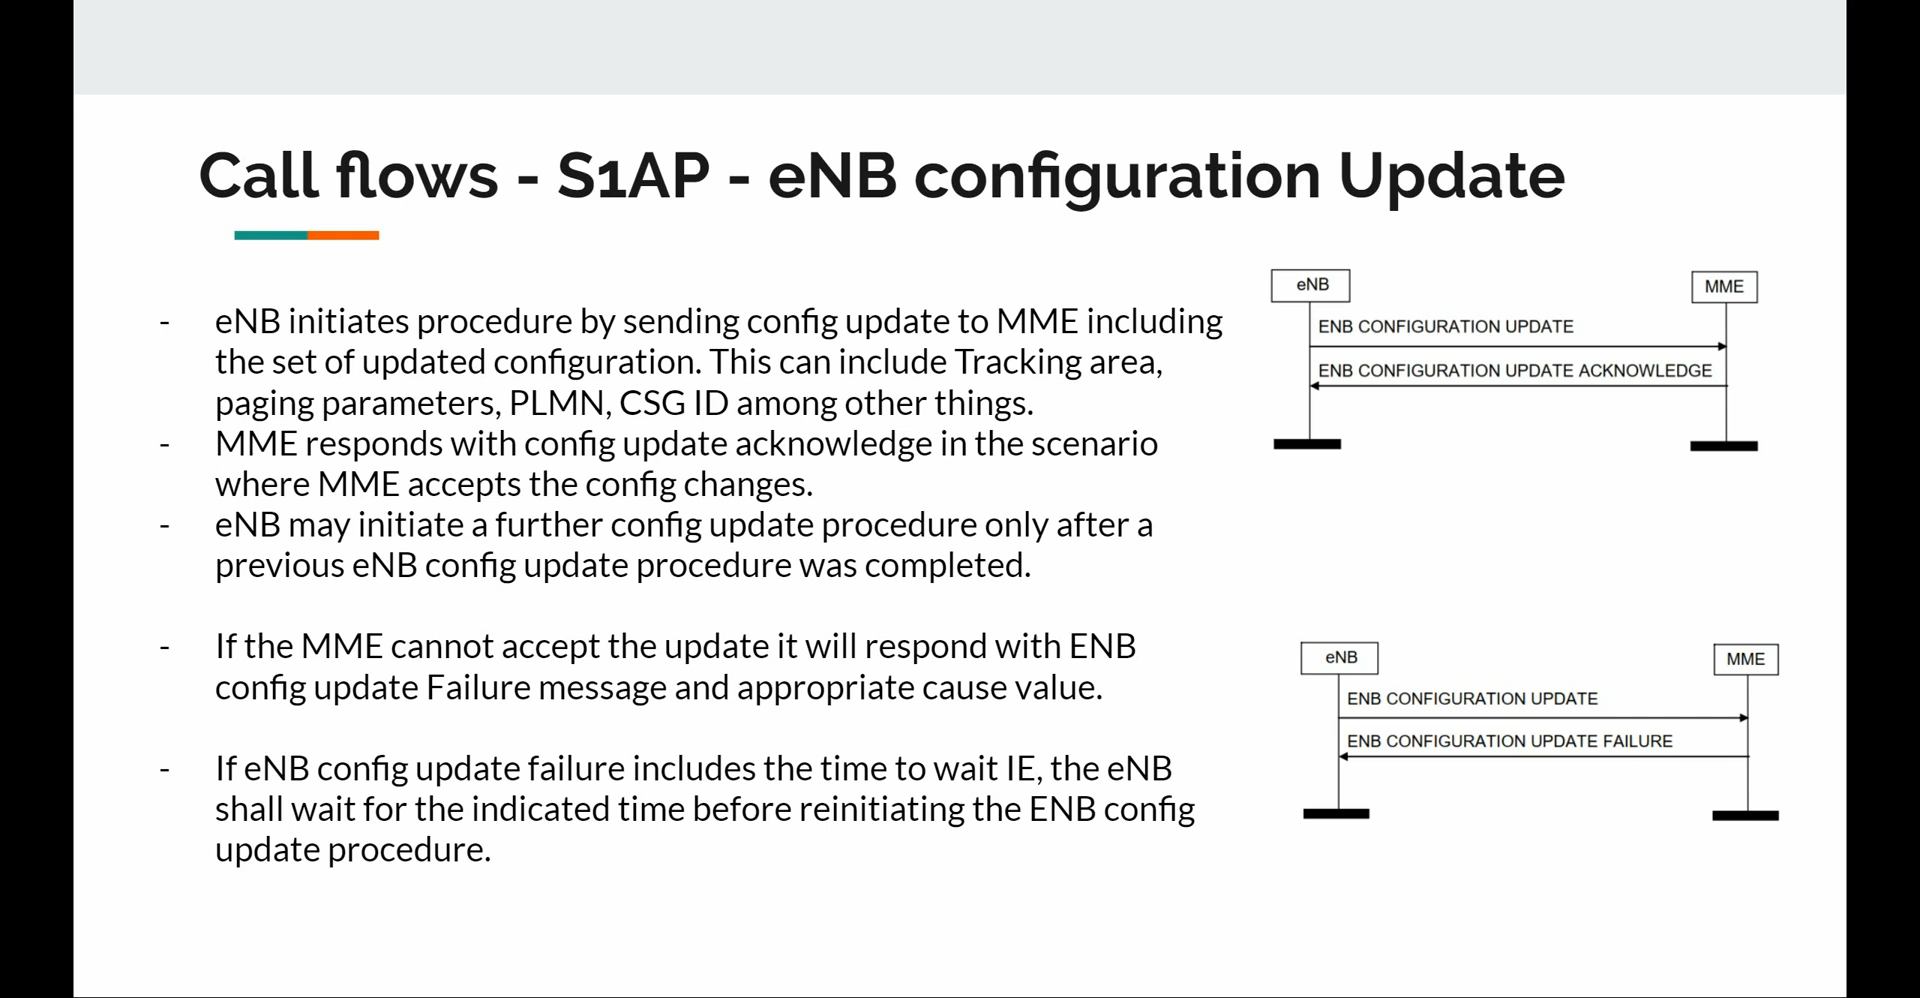 Call flows - S1AP - eNB configuration Update
- eNB initiates procedure by sending config update to MME including
the set of updated configuration. This can include Tracking area,
paging parameters, PLMN, CSG ID among other things.
- MME responds with config update acknowledge in the scenario
where MME accepts the config changes.
- eNB may initiate a further config update procedure only after a
previous eNB config update procedure was completed.
- If the MME cannot accept the update it will respond with ENB
config update Failure message and appropriate cause value.
- If eNB config update failure includes the time to wait IE, the eNB
shall wait for the indicated time before reinitiating the ENB config
update procedure.
eNB
MME
ENB CONFIGURATION UPDATE
ENB CONFIGURATION UPDATE ACKNOWLEDGE
eNB
MME
ENB CONFIGURATION UPDATE
ENB CONFIGURATION UPDATE FAILURE